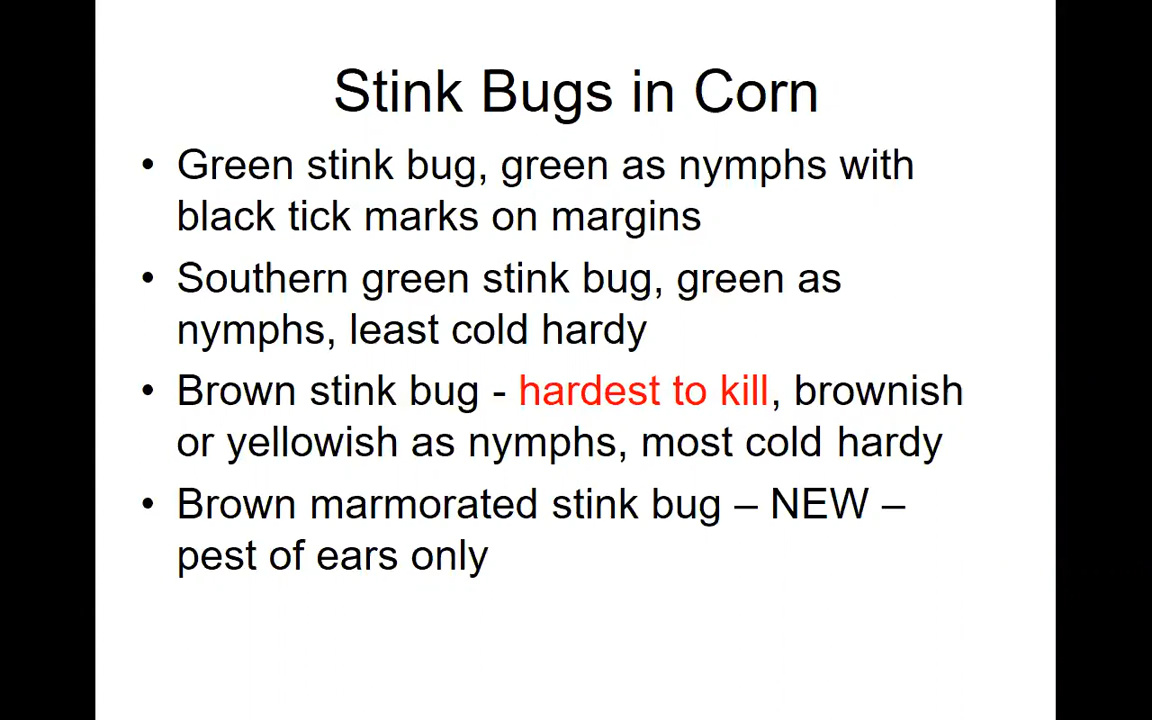 Stink Bugs in Corn
• Green stink bug, green as nymphs with
black tick marks on margins
• Southern green stink bug, green as
nymphs, least cold hardy
• Brown stink bug - hardest to kill, brownish
or yellowish as nymphs, most cold hardy
• Brown marmorated stink bug – NEW –
pest of ears only